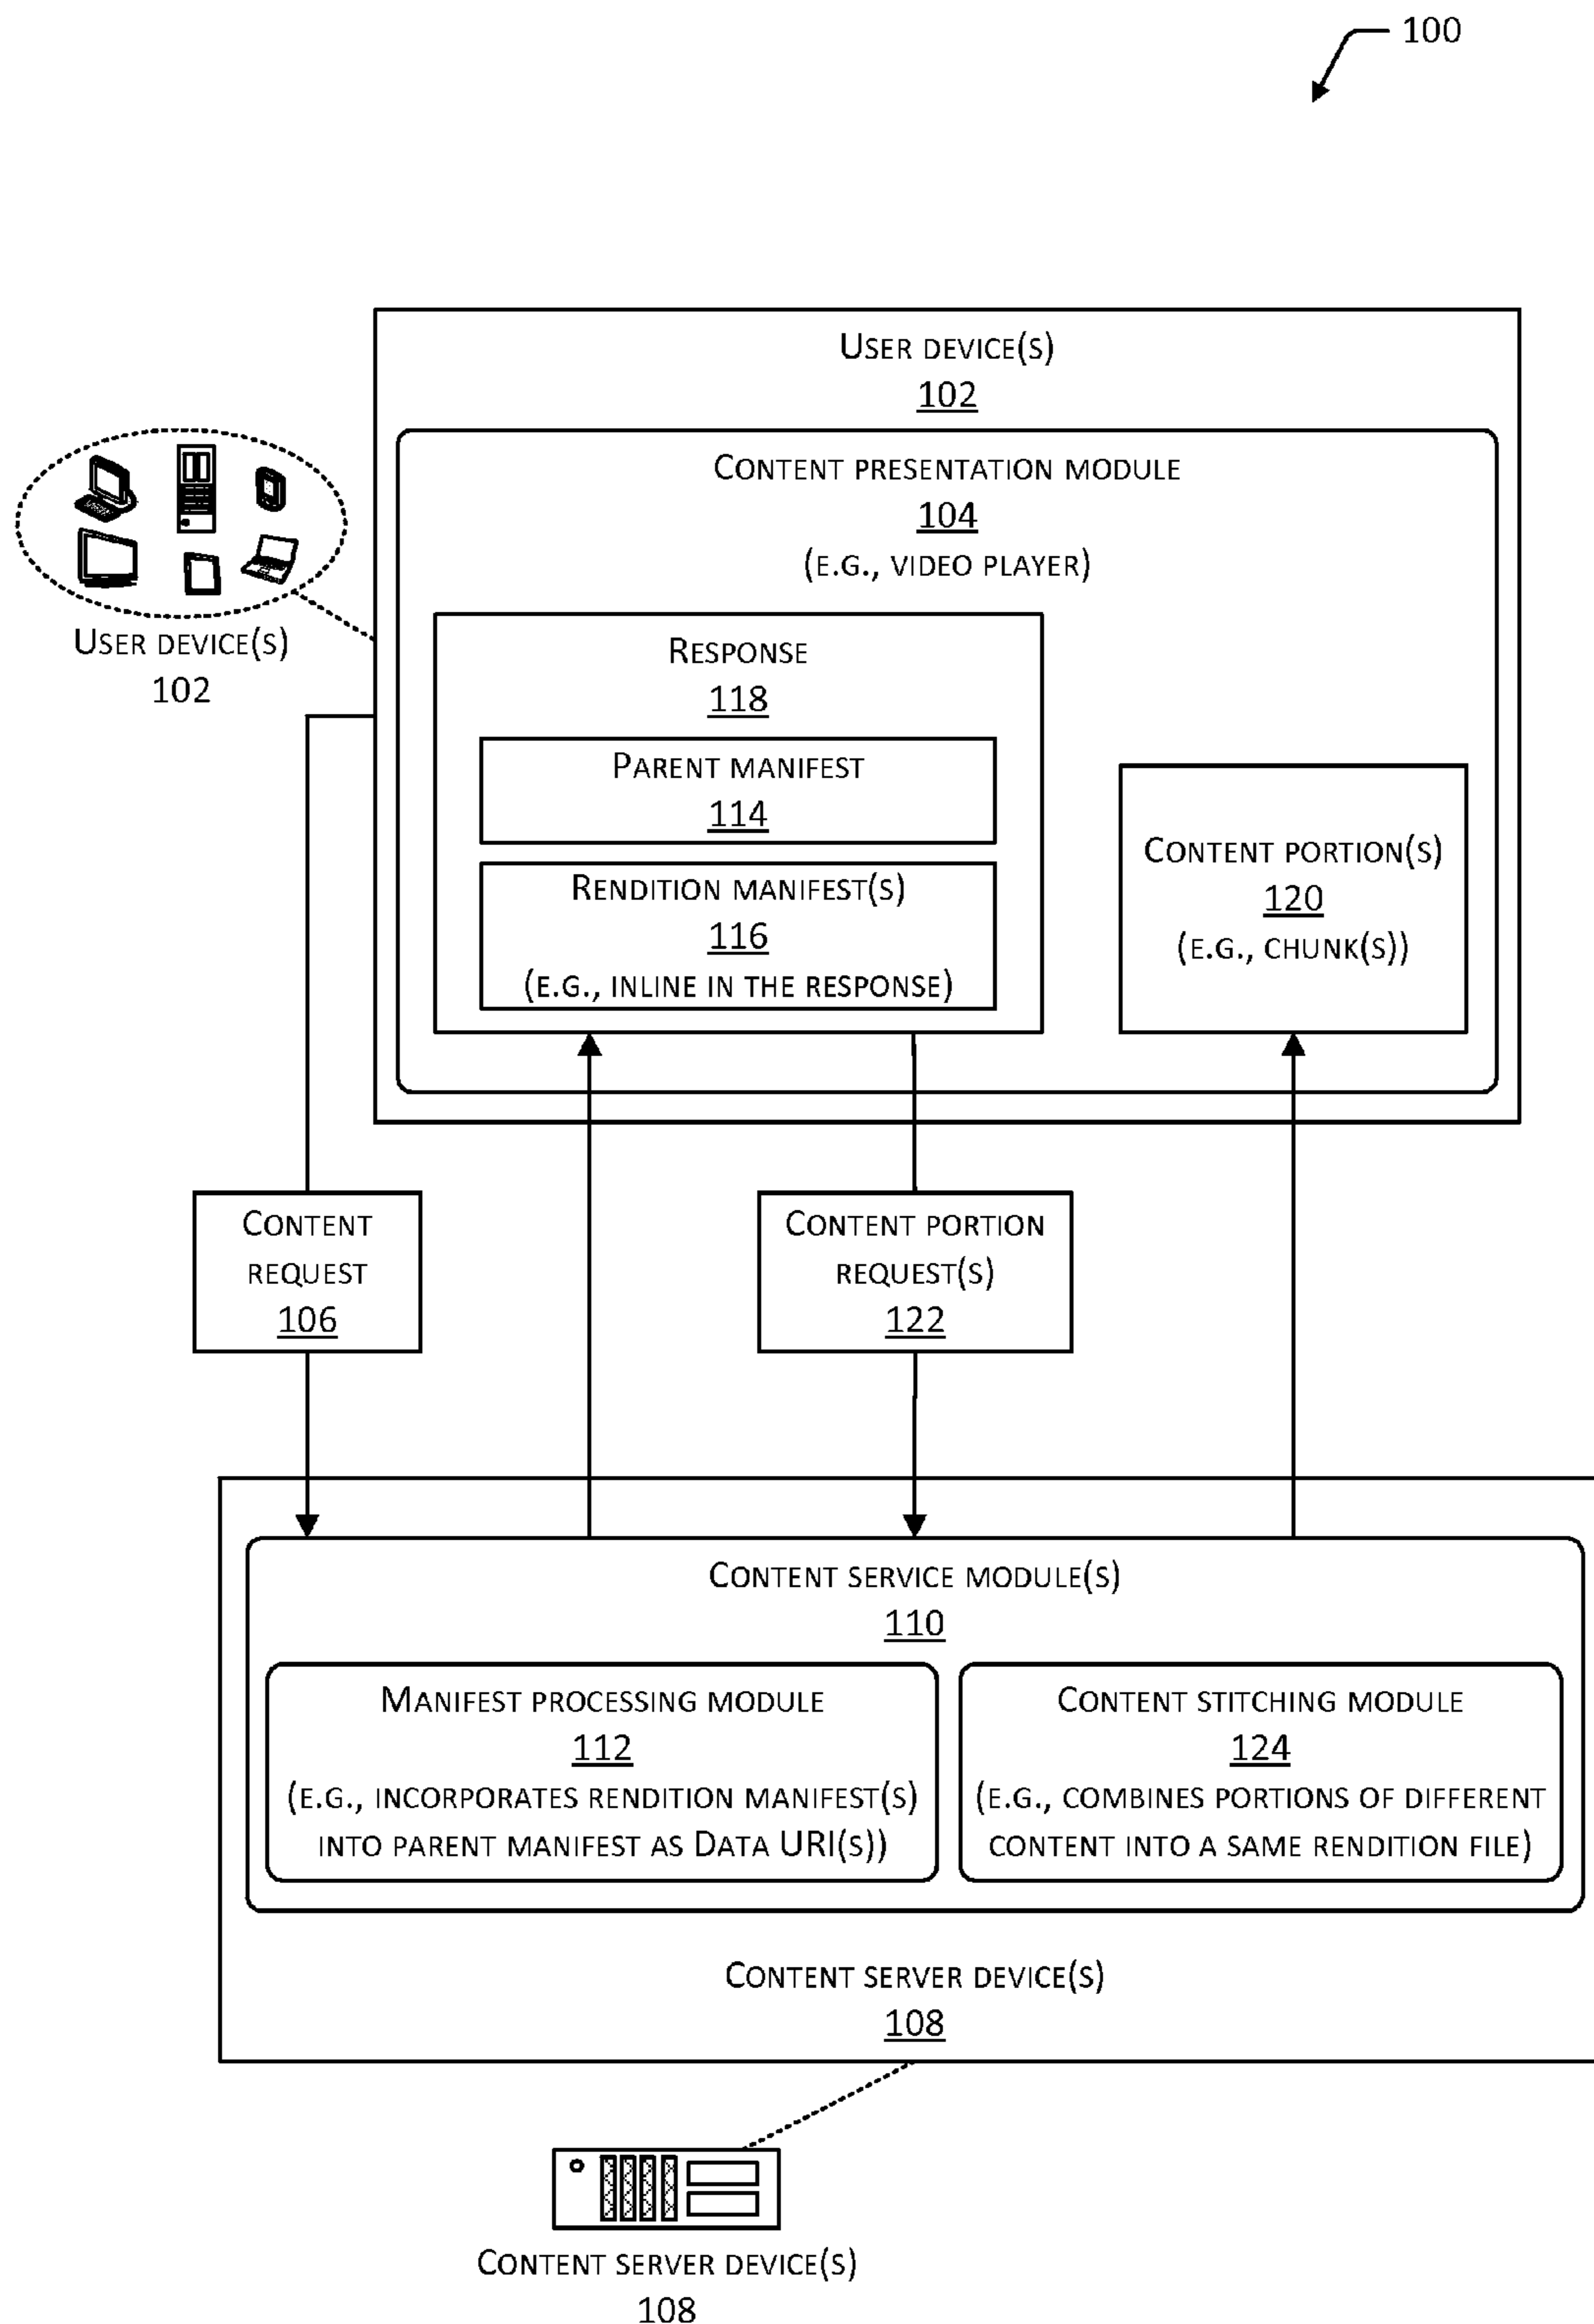 100
User device(s)
102
Content presentation module
104
(e.g., video player)
User device(s)
102
Response
118
Parent manifest
114
Rendition manifest(s)
116
(e.g., inline in the response)
Content portion(s)
120
(e.g., chunk(s))
Content
request
106
Content portion
request(s)
122
Content service module(s)
110
Manifest processing module
112
(e.g., incorporates rendition manifest(s)
into parent manifest as Data URI(s))
Content stitching module
124
(e.g., combines portions of different
content into a same rendition file)
Content server device(s)
108
Content server device(s)
108